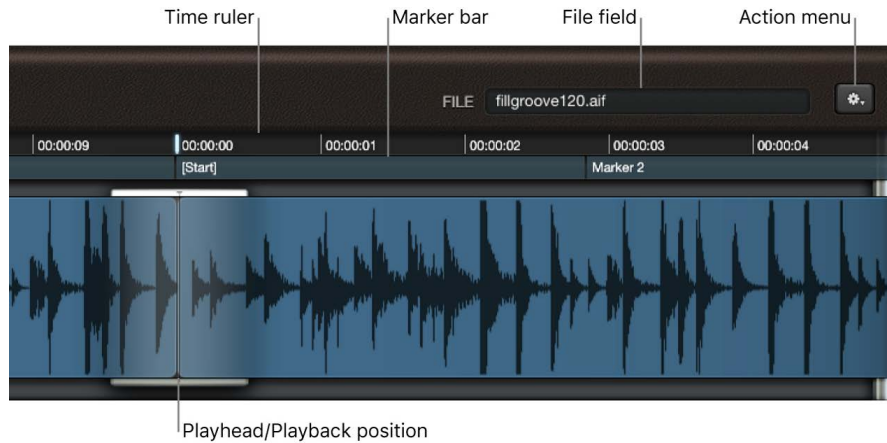 Time ruler Marker bar File field Action menu
FILE fillgroove120.aif
00:00:09 00:00:00 00:00:01 00:00:02 00:00:03 00:00:04
[Start] Marker 2
Playhead/Playback position